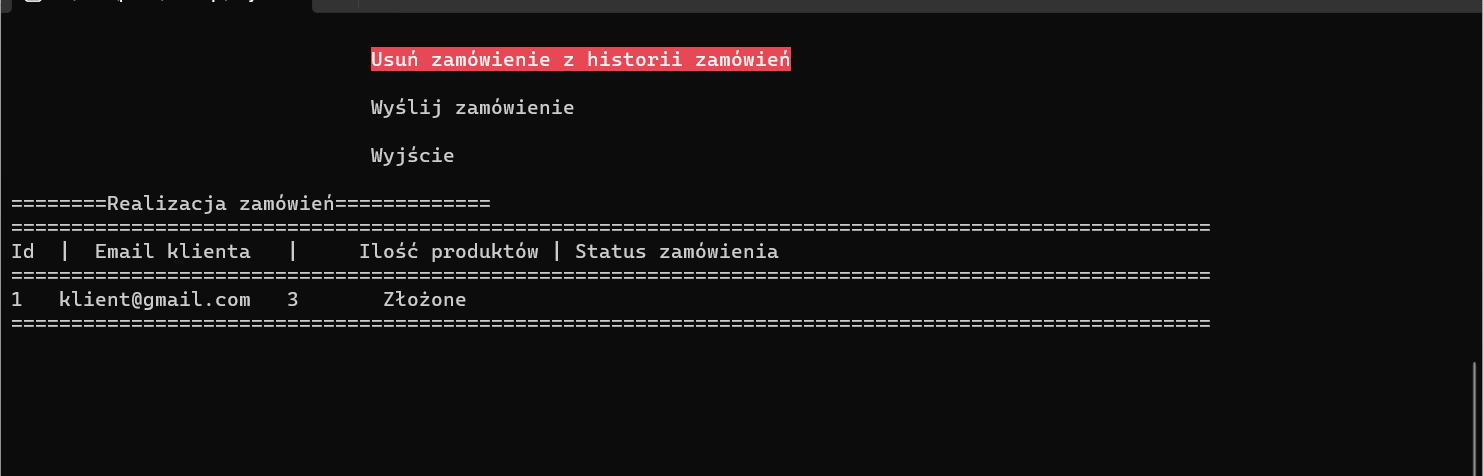 Usuń zamówienie z historii zamówień
Wyślij zamówienie
Wyjście
========Realizacja zamówień=============
====================================================================================================
Id  |  Email klienta   |     Ilość produktów | Status zamówienia
====================================================================================================
1   klient@gmail.com   3       Złożone
====================================================================================================